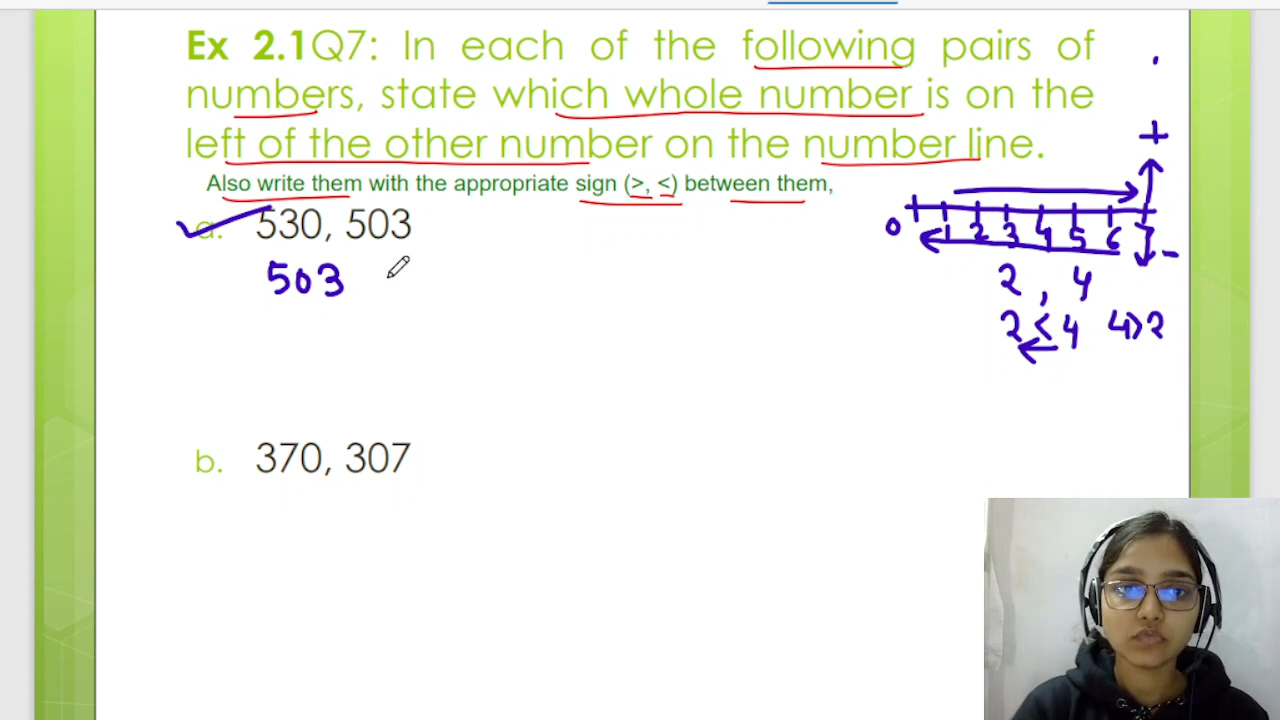 Ex 2.1Q7: In each of the following pairs of
numbers, state which whole number is on the
left of the other number on the number line.
Also write them with the appropriate sign (>, <) between them,
a. 530, 503
503
b. 370, 307
+
0 1 2 3 4 5 6 7 -
2 , 4
2 < 4 4>2